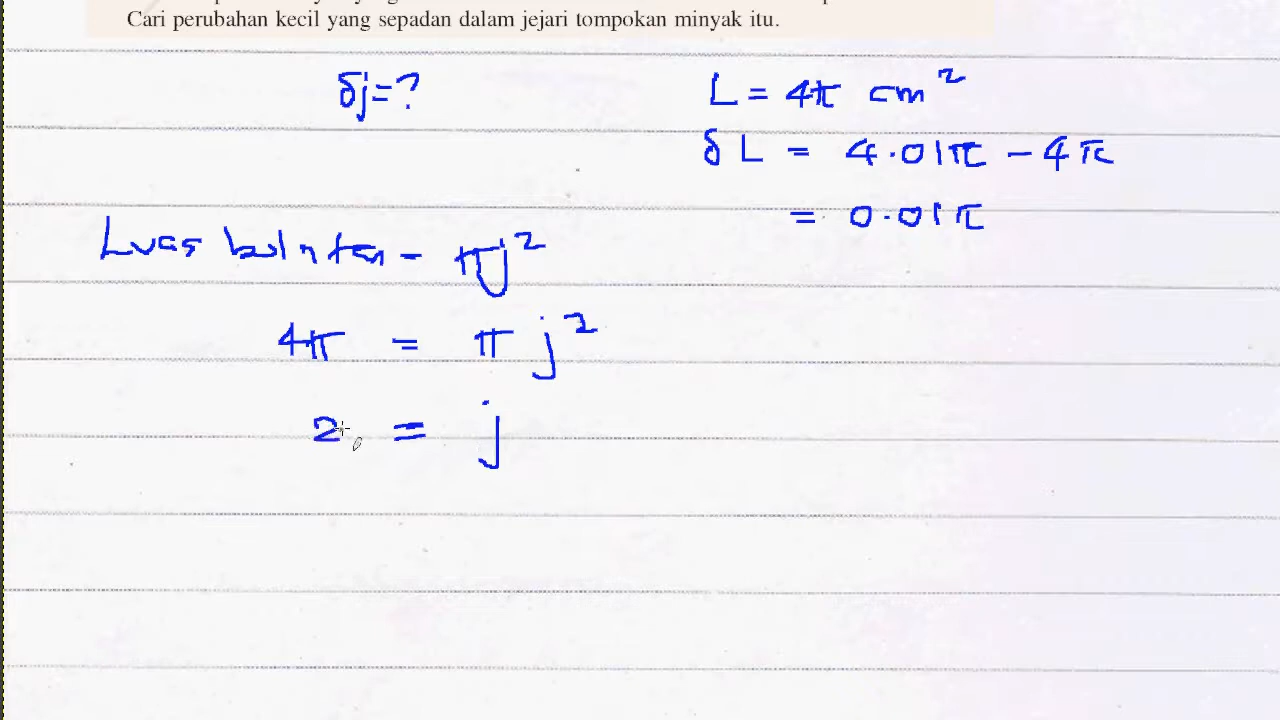 Cari perubahan kecil yang sepadan dalam jejari tompokan minyak itu.
δj = ?
L = 4π cm²
δL = 4.01π − 4π
= 0.01π
Luas bulatan = πj²
4π = π j²
2 = j